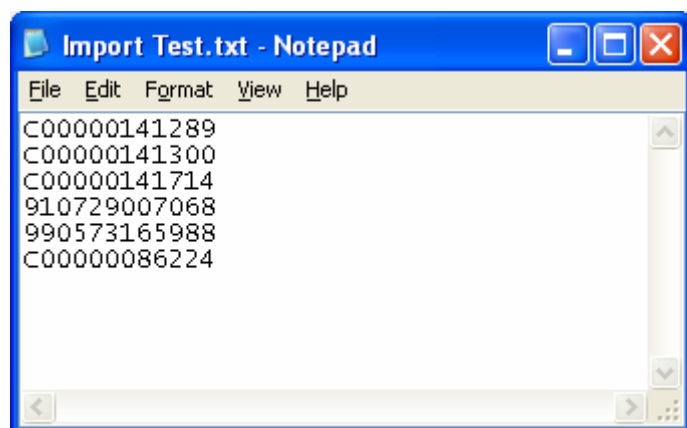 Import Test.txt - Notepad
File Edit Format View Help
C00000141289
C00000141300
C00000141714
910729007068
990573165988
C00000086224